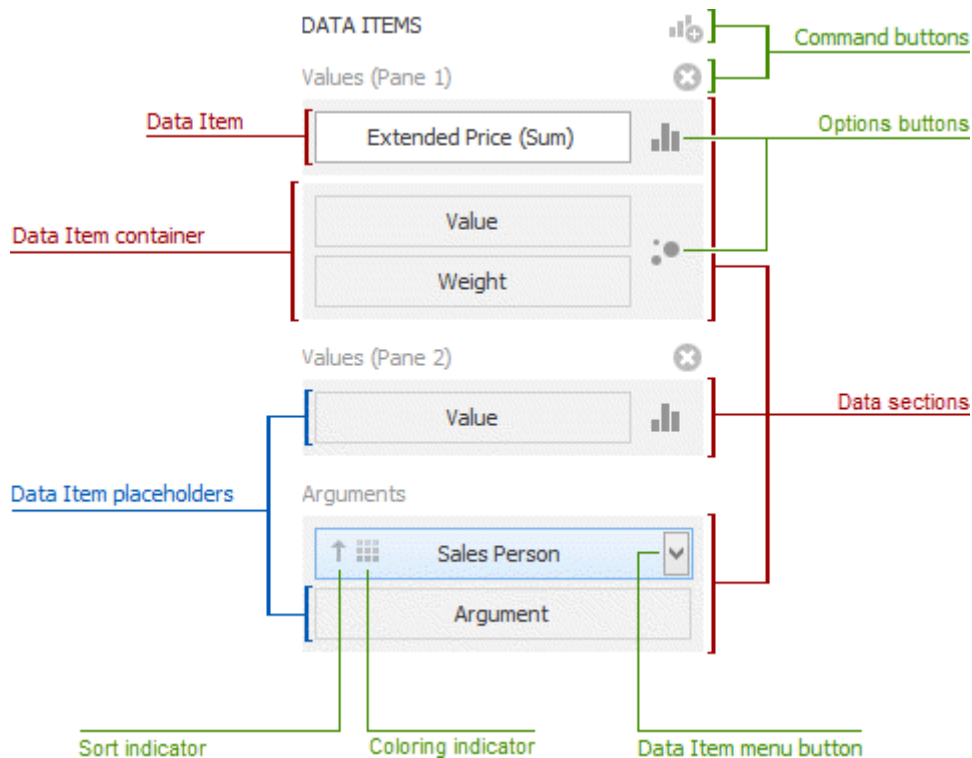 DATA ITEMS
Command buttons
Values (Pane 1)
Data Item
Extended Price (Sum)
Options buttons
Value
Data Item container
Weight
Values (Pane 2)
Value
Data sections
Data Item placeholders
Arguments
Sales Person
Argument
Sort indicator
Coloring indicator
Data Item menu button